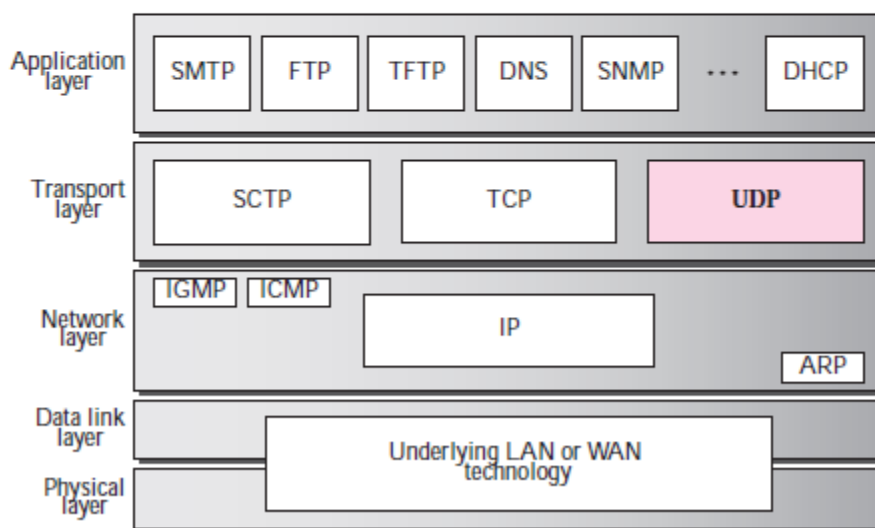 Application
layer
SMTP
FTP
TFTP
DNS
SNMP
...
DHCP
Transport
layer
SCTP
TCP
UDP
Network
layer
IGMP
ICMP
IP
ARP
Data link
layer
Underlying LAN or WAN
technology
Physical
layer